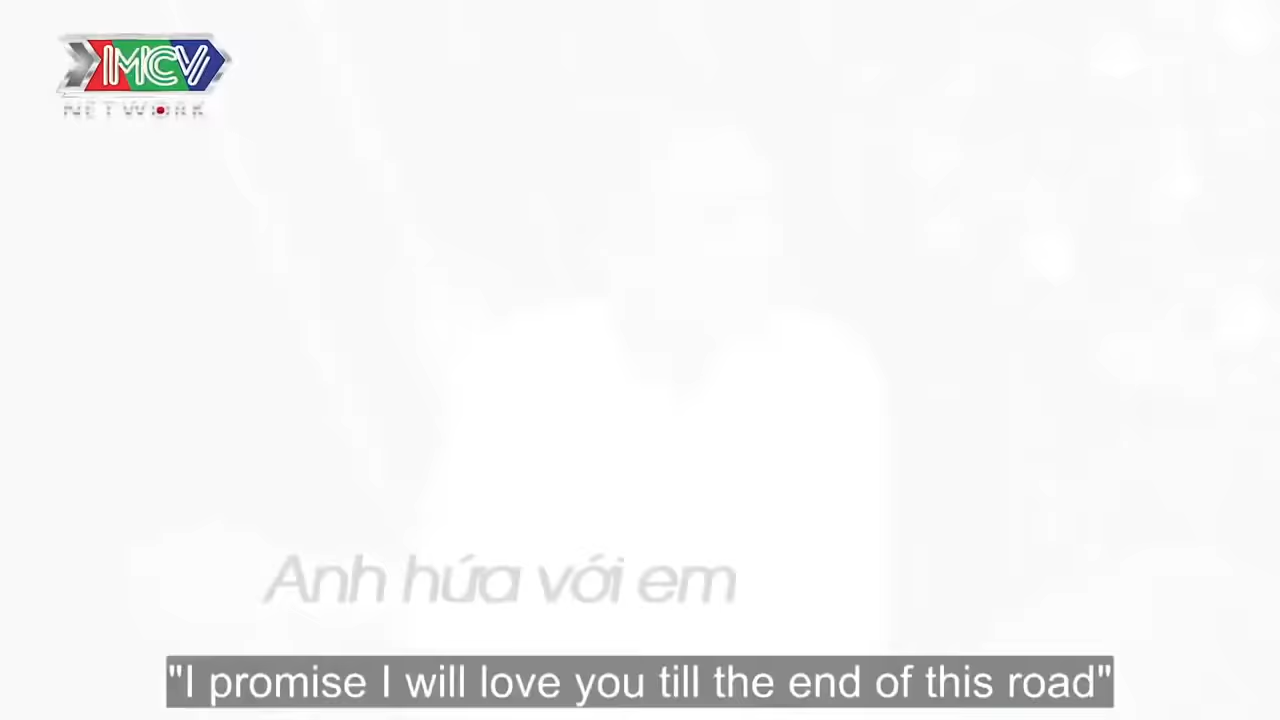 MCV
NETWORK
Anh hứa với em
"I promise I will love you till the end of this road"